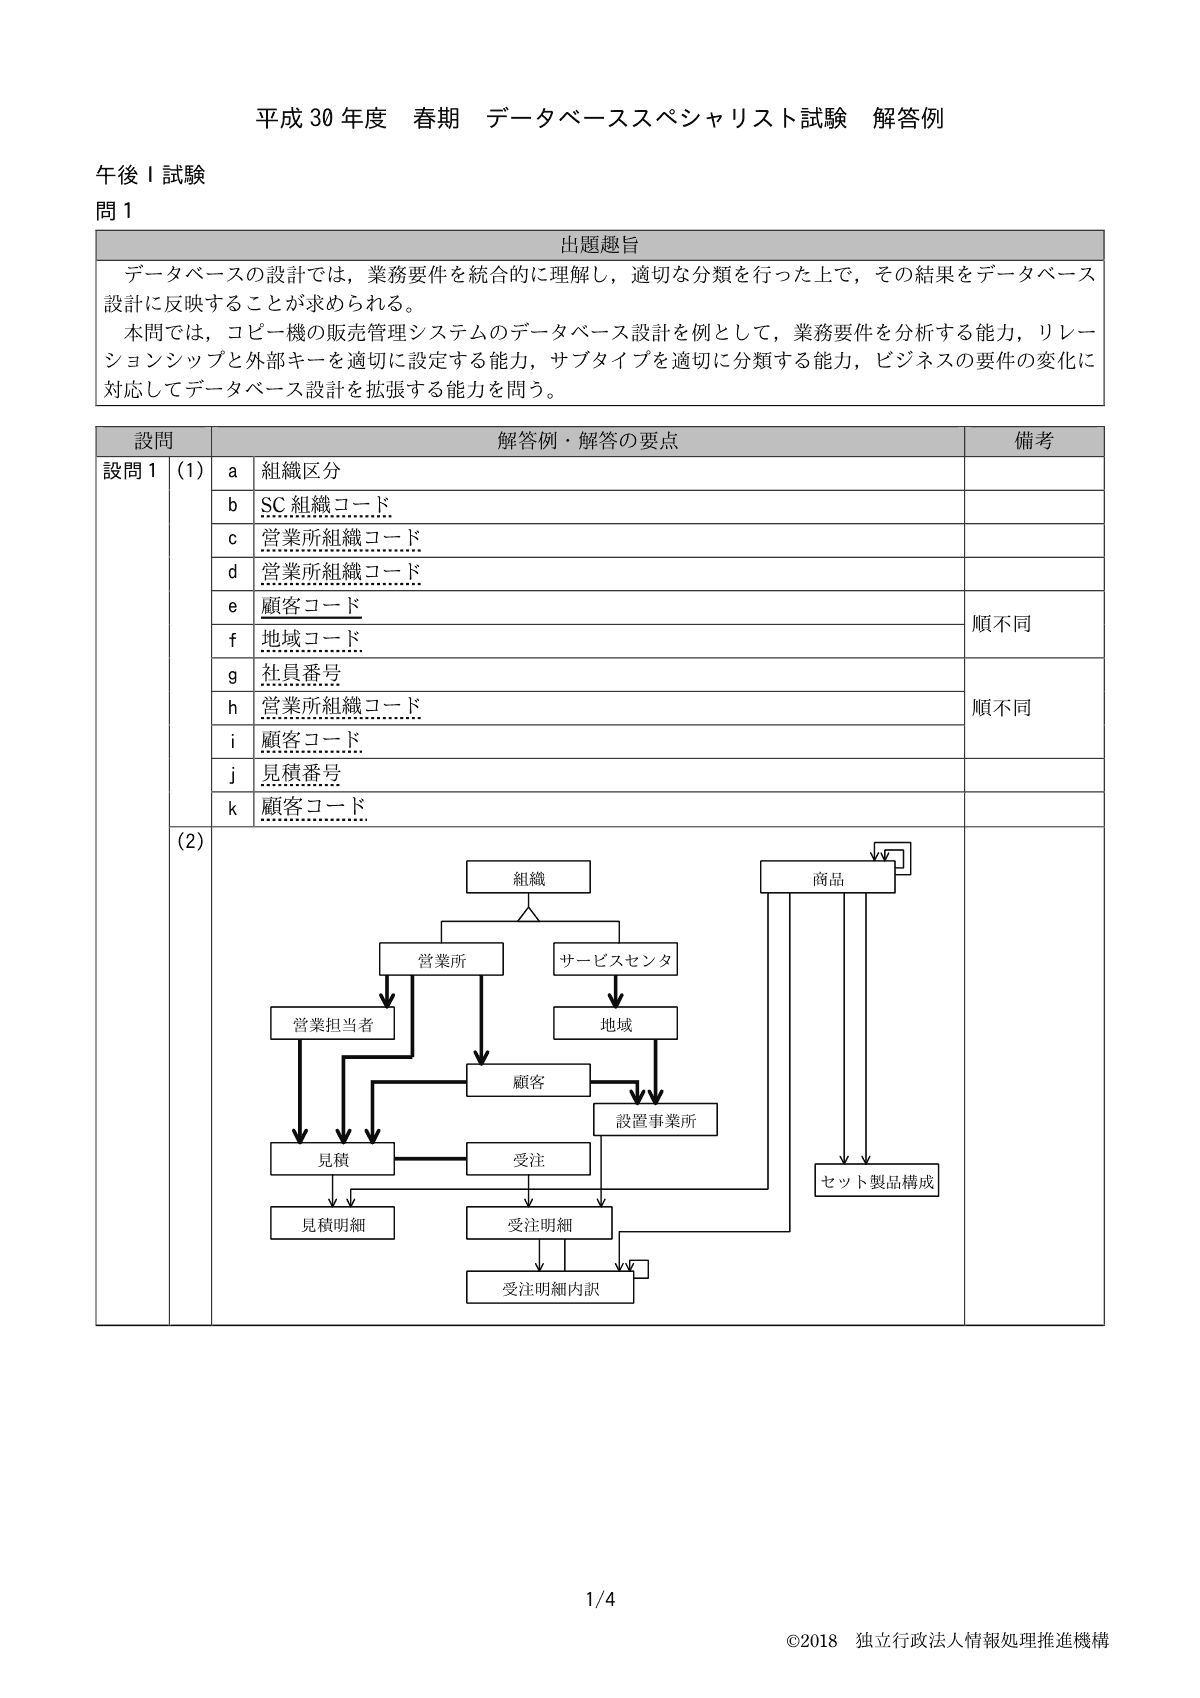 平成 30 年度　春期　データベーススペシャリスト試験　解答例
午後Ⅰ試験
問 1
出題趣旨
データベースの設計では，業務要件を統合的に理解し，適切な分類を行った上で，その結果をデータベース
設計に反映することが求められる。
本問では，コピー機の販売管理システムのデータベース設計を例として，業務要件を分析する能力，リレー
ションシップと外部キーを適切に設定する能力，サブタイプを適切に分類する能力，ビジネスの要件の変化に
対応してデータベース設計を拡張する能力を問う。
設問 解答例・解答の要点 備考
設問 1 (1) a 組織区分
b SC 組織コード
c 営業所組織コード
d 営業所組織コード
e 顧客コード
順不同
f 地域コード
g 社員番号
h 営業所組織コード 順不同
i 顧客コード
j 見積番号
k 顧客コード
(2)
組織 商品
営業所 サービスセンタ
営業担当者 地域
顧客
設置事業所
見積 受注
セット製品構成
見積明細 受注明細
受注明細内訳
1/4
©2018　独立行政法人情報処理推進機構